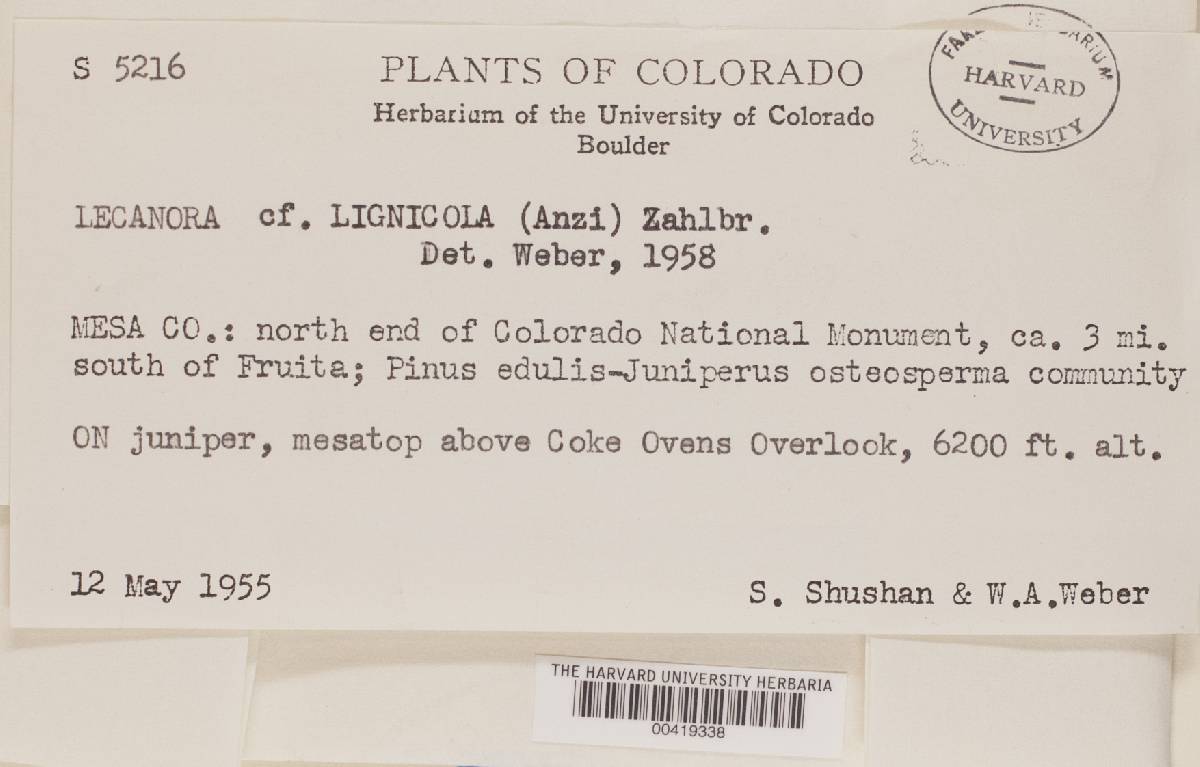 S 5216
PLANTS OF COLORADO
Herbarium of the University of Colorado
Boulder
HARVARD
UNIVERSITY
LECANORA cf. LIGNICOLA (Anzi) Zahlbr.
Det. Weber, 1958
MESA CO.: north end of Colorado National Monument, ca. 3 mi.
south of Fruita; Pinus edulis-Juniperus osteosperma community
ON juniper, mesatop above Coke Ovens Overlook, 6200 ft. alt.
12 May 1955
S. Shushan & W.A.Weber
THE HARVARD UNIVERSITY HERBARIA
00419338